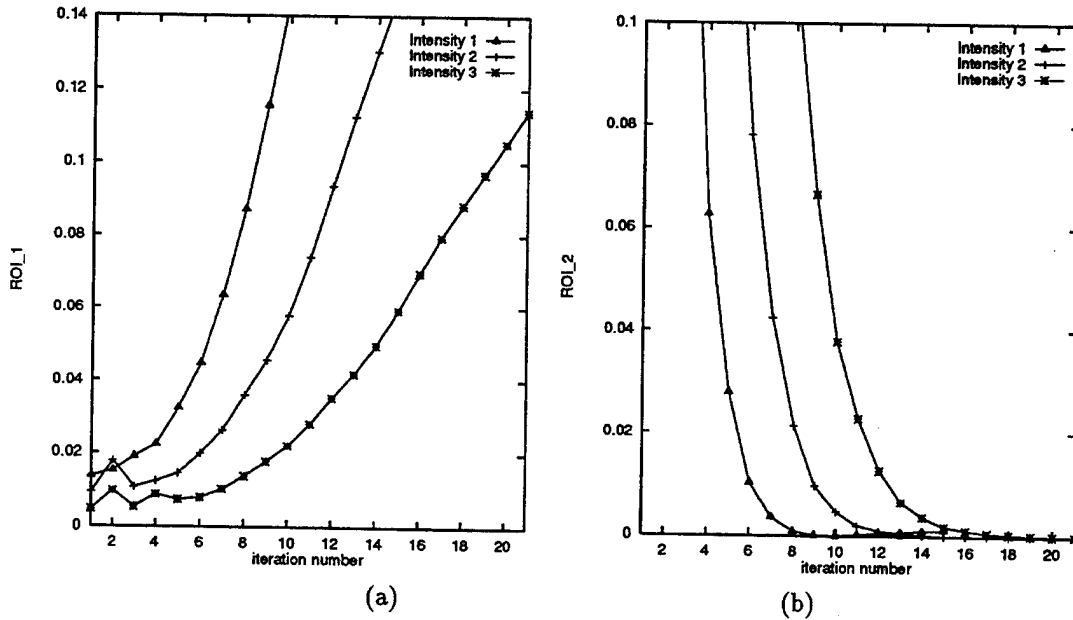 0.14
0.12
0.1
0.08
0.06
0.04
0.02
0
ROI_1
Intensity 1
Intensity 2
Intensity 3
2 4 6 8 10 12 14 16 18 20
iteration number
(a)
0.1
0.08
0.06
0.04
0.02
0
ROI_2
Intensity 1
Intensity 2
Intensity 3
2 4 6 8 10 12 14 16 18 20
iteration number
(b)